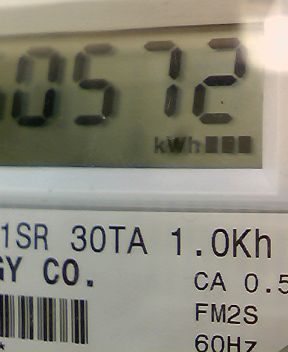 0572
kWh
1SR 30TA 1.0Kh
GY CO.
CA 0.5
FM2S
60Hz